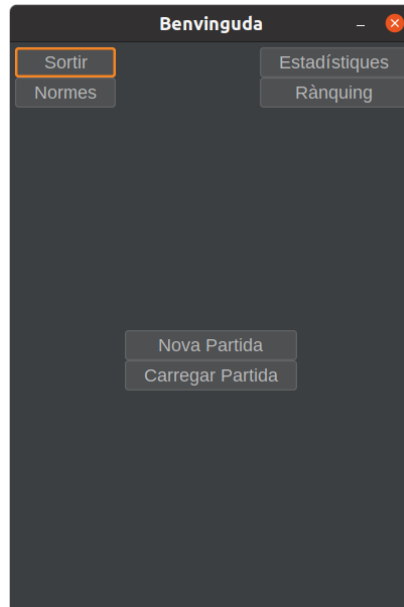 Benvinguda
Sortir
Estadístiques
Normes
Rànquing
Nova Partida
Carregar Partida